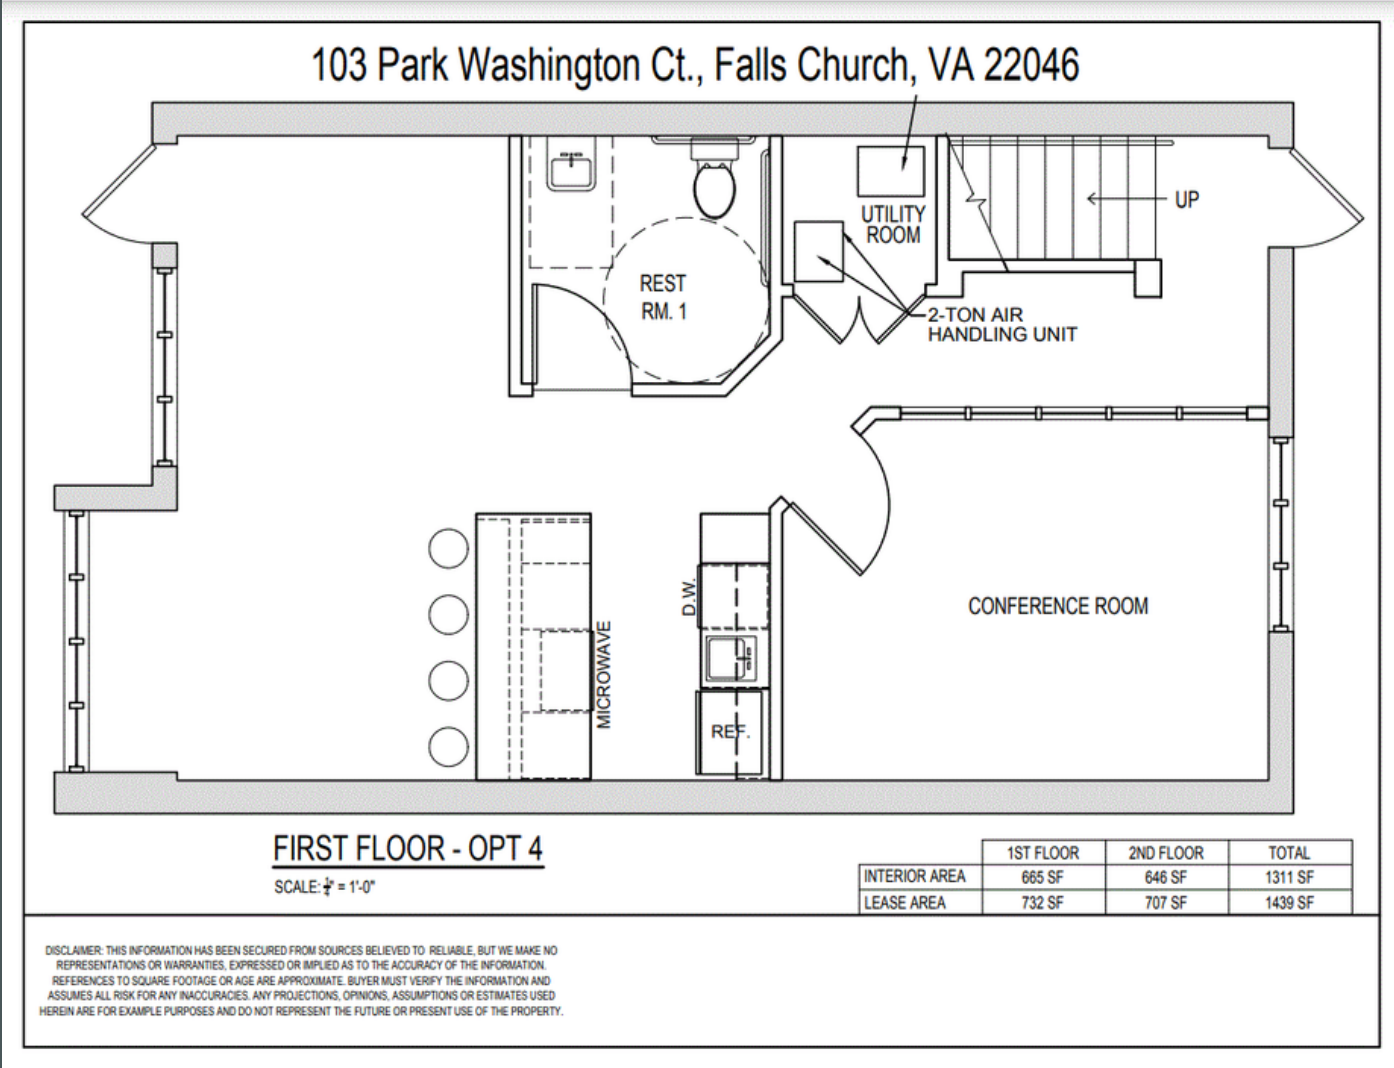 103 Park Washington Ct., Falls Church, VA 22046
UP
UTILITY
ROOM
REST
RM. 1
2-TON AIR
HANDLING UNIT
D.W.
MICROWAVE
REF.
CONFERENCE ROOM
FIRST FLOOR - OPT 4
SCALE: 1/4" = 1'-0"
1ST FLOOR 2ND FLOOR TOTAL
INTERIOR AREA 665 SF 646 SF 1311 SF
LEASE AREA 732 SF 707 SF 1439 SF
DISCLAIMER: THIS INFORMATION HAS BEEN SECURED FROM SOURCES BELIEVED TO RELIABLE, BUT WE MAKE NO
REPRESENTATIONS OR WARRANTIES, EXPRESSED OR IMPLIED AS TO THE ACCURACY OF THE INFORMATION.
REFERENCES TO SQUARE FOOTAGE OR AGE ARE APPROXIMATE. BUYER MUST VERIFY THE INFORMATION AND
ASSUMES ALL RISK FOR ANY INACCURACIES. ANY PROJECTIONS, OPINIONS, ASSUMPTIONS OR ESTIMATES USED
HEREIN ARE FOR EXAMPLE PURPOSES AND DO NOT REPRESENT THE FUTURE OR PRESENT USE OF THE PROPERTY.